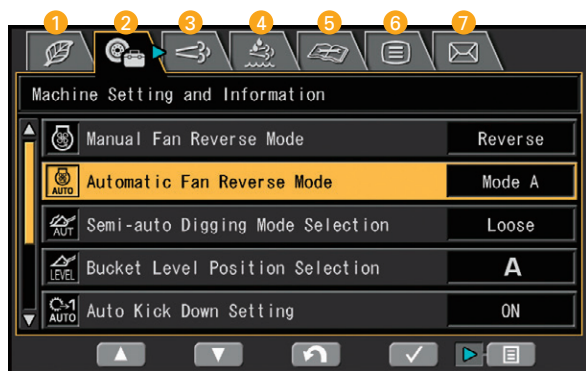 1 2 3 4 5 6 7
Machine Setting and Information
Manual Fan Reverse Mode Reverse
AUTO Automatic Fan Reverse Mode Mode A
AUT Semi-auto Digging Mode Selection Loose
LEVEL Bucket Level Position Selection A
1 AUTO Auto Kick Down Setting ON